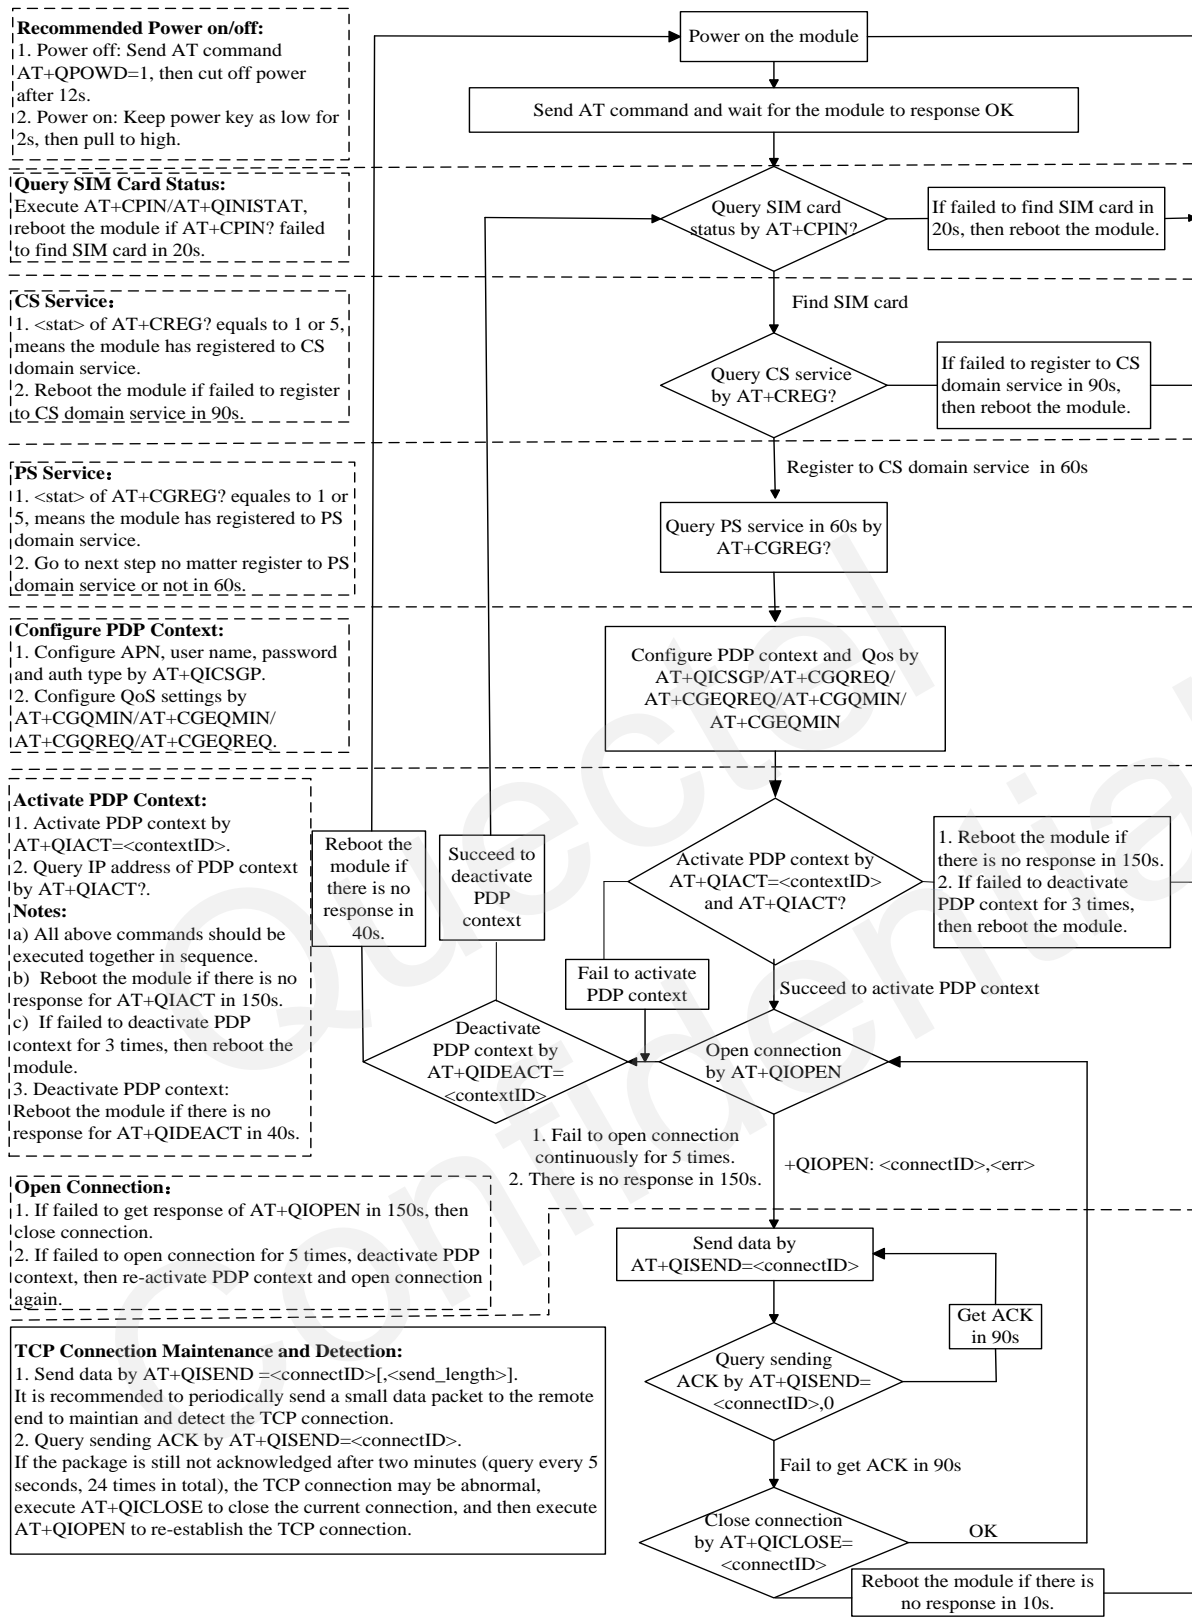 Recommended Power on/off:
1. Power off: Send AT command
AT+QPOWD=1, then cut off power
after 12s.
2. Power on: Keep power key as low for
2s, then pull to high.
Power on the module
Send AT command and wait for the module to response OK
Query SIM Card Status:
Execute AT+CPIN/AT+QINISTAT,
reboot the module if AT+CPIN? failed
to find SIM card in 20s.
Query SIM card
status by AT+CPIN?
If failed to find SIM card in
20s, then reboot the module.
Find SIM card
CS Service：
1. <stat> of AT+CREG? equals to 1 or 5,
means the module has registered to CS
domain service.
2. Reboot the module if failed to register
to CS domain service in 90s.
Query CS service
by AT+CREG?
If failed to register to CS
domain service in 90s,
then reboot the module.
Register to CS domain service in 60s
PS Service：
1. <stat> of AT+CGREG? equales to 1 or
5, means the module has registered to PS
domain service.
2. Go to next step no matter register to PS
domain service or not in 60s.
Query PS service in 60s by
AT+CGREG?
Configure PDP Context:
1. Configure APN, user name, password
and auth type by AT+QICSGP.
2. Configure QoS settings by
AT+CGQMIN/AT+CGEQMIN/
AT+CGQREQ/AT+CGEQREQ.
Configure PDP context and Qos by
AT+QICSGP/AT+CGQREQ/
AT+CGEQREQ/AT+CGQMIN/
AT+CGEQMIN
Activate PDP Context:
1. Activate PDP context by
AT+QIACT=<contextID>.
2. Query IP address of PDP context
by AT+QIACT?.
Notes:
a) All above commands should be
executed together in sequence.
b) Reboot the module if there is no
response for AT+QIACT in 150s.
c) If failed to deactivate PDP
context for 3 times, then reboot the
module.
3. Deactivate PDP context:
Reboot the module if there is no
response for AT+QIDEACT in 40s.
Reboot the
module if
there is no
response in
40s.
Succeed to
deactivate
PDP
context
Activate PDP context by
AT+QIACT=<contextID>
and AT+QIACT?
1. Reboot the module if
there is no response in 150s.
2. If failed to deactivate
PDP context for 3 times,
then reboot the module.
Fail to activate
PDP context
Succeed to activate PDP context
Deactivate
PDP context by
AT+QIDEACT=
<contextID>
Open connection
by AT+QIOPEN
1. Fail to open connection
continuously for 5 times.
2. There is no response in 150s.
+QIOPEN: <connectID>,<err>
Open Connection：
1. If failed to get response of AT+QIOPEN in 150s, then
close connection.
2. If failed to open connection for 5 times, deactivate PDP
context, then re-activate PDP context and open connection
again.
Send data by
AT+QISEND=<connectID>
Get ACK
in 90s
TCP Connection Maintenance and Detection:
1. Send data by AT+QISEND =<connectID>[,<send_length>].
It is recommended to periodically send a small data packet to the remote
end to maintian and detect the TCP connection.
2. Query sending ACK by AT+QISEND=<connectID>.
If the package is still not acknowledged after two minutes (query every 5
seconds, 24 times in total), the TCP connection may be abnormal,
execute AT+QICLOSE to close the current connection, and then execute
AT+QIOPEN to re-establish the TCP connection.
Query sending
ACK by AT+QISEND=
<connectID>,0
Fail to get ACK in 90s
Close connection
by AT+QICLOSE=
<connectID>
OK
Reboot the module if there is
no response in 10s.
Quectel
Confidential